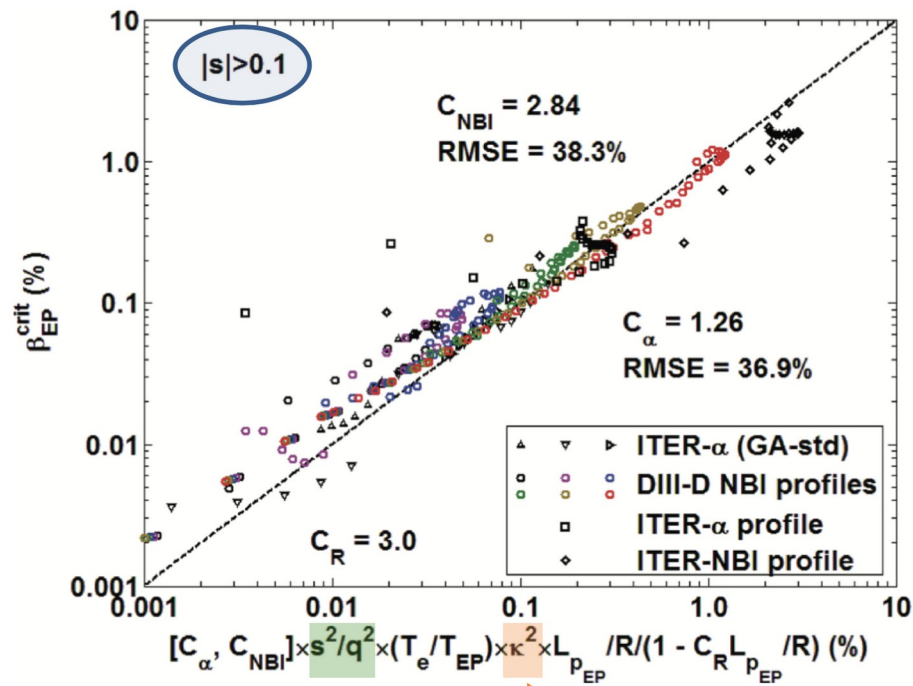 10
|s|>0.1
C_NBI = 2.84
RMSE = 38.3%
1.0
β_EP^crit (%)
0.1
C_α = 1.26
RMSE = 36.9%
0.01
ITER-α (GA-std)
DIII-D NBI profiles
ITER-α profile
ITER-NBI profile
C_R = 3.0
0.001
0.001 0.01 0.1 1.0 10
[C_α, C_NBI]×s²/q²×(T_e/T_EP)×κ²×L_p_EP/R/(1 - C_R L_p_EP/R) (%)